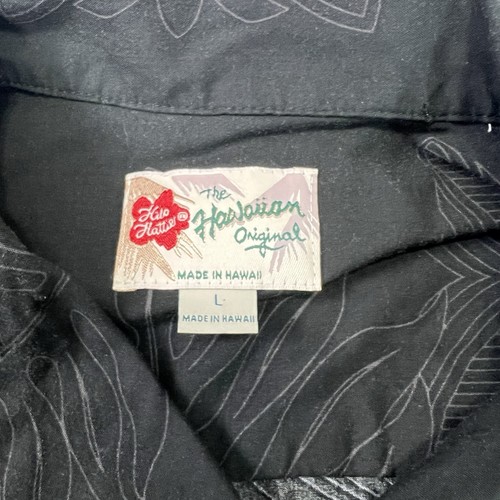 Hilo
Hattie®
The
Hawaiian
Original
MADE IN HAWAII
L
MADE IN HAWAII